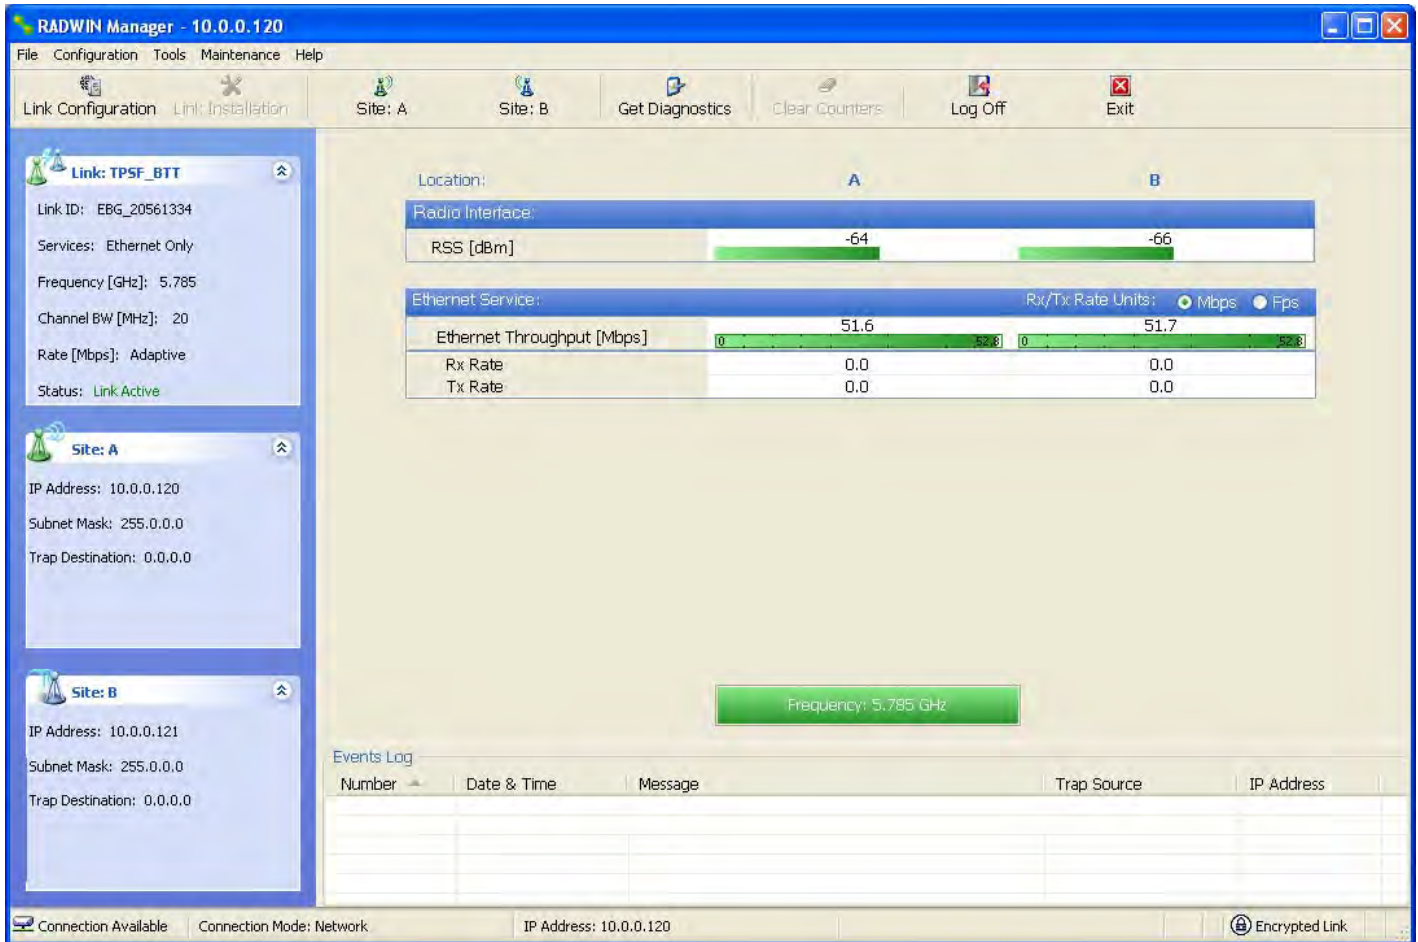 RADWIN Manager - 10.0.0.120
File Configuration Tools Maintenance Help
Link Configuration Link Installation Site: A Site: B Get Diagnostics Clear Counters Log Off Exit
Link: TPSF_BTT
Link ID: EBG_20561334
Services: Ethernet Only
Frequency [GHz]: 5.785
Channel BW [MHz]: 20
Rate [Mbps]: Adaptive
Status: Link Active
Site: A
IP Address: 10.0.0.120
Subnet Mask: 255.0.0.0
Trap Destination: 0.0.0.0
Site: B
IP Address: 10.0.0.121
Subnet Mask: 255.0.0.0
Trap Destination: 0.0.0.0
Location: A B
Radio Interface:
RSS [dBm] -64 -66
Ethernet Service: Rx/Tx Rate Units: Mbps Fps
Ethernet Throughput [Mbps] 51.6 51.7
0 52.8 0 52.8
Rx Rate 0.0 0.0
Tx Rate 0.0 0.0
Frequency: 5.785 GHz
Events Log
Number Date & Time Message Trap Source IP Address
Connection Available Connection Mode: Network IP Address: 10.0.0.120 Encrypted Link